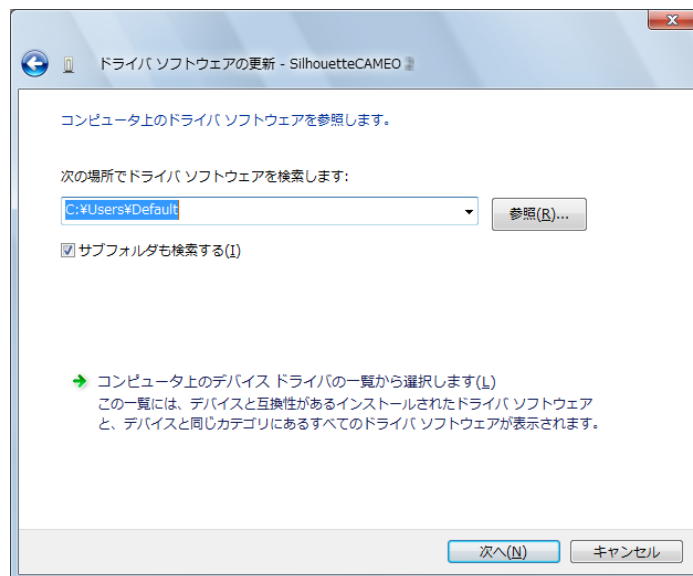 ドライバ ソフトウェアの更新 - SilhouetteCAMEO
コンピュータ上のドライバ ソフトウェアを参照します。
次の場所でドライバ ソフトウェアを検索します:
C:¥Users¥Default
参照(R)...
サブフォルダも検索する(I)
コンピュータ上のデバイス ドライバの一覧から選択します(L)
この一覧には、デバイスと互換性があるインストールされたドライバ ソフトウェア
と、デバイスと同じカテゴリにあるすべてのドライバ ソフトウェアが表示されます。
次へ(N)
キャンセル